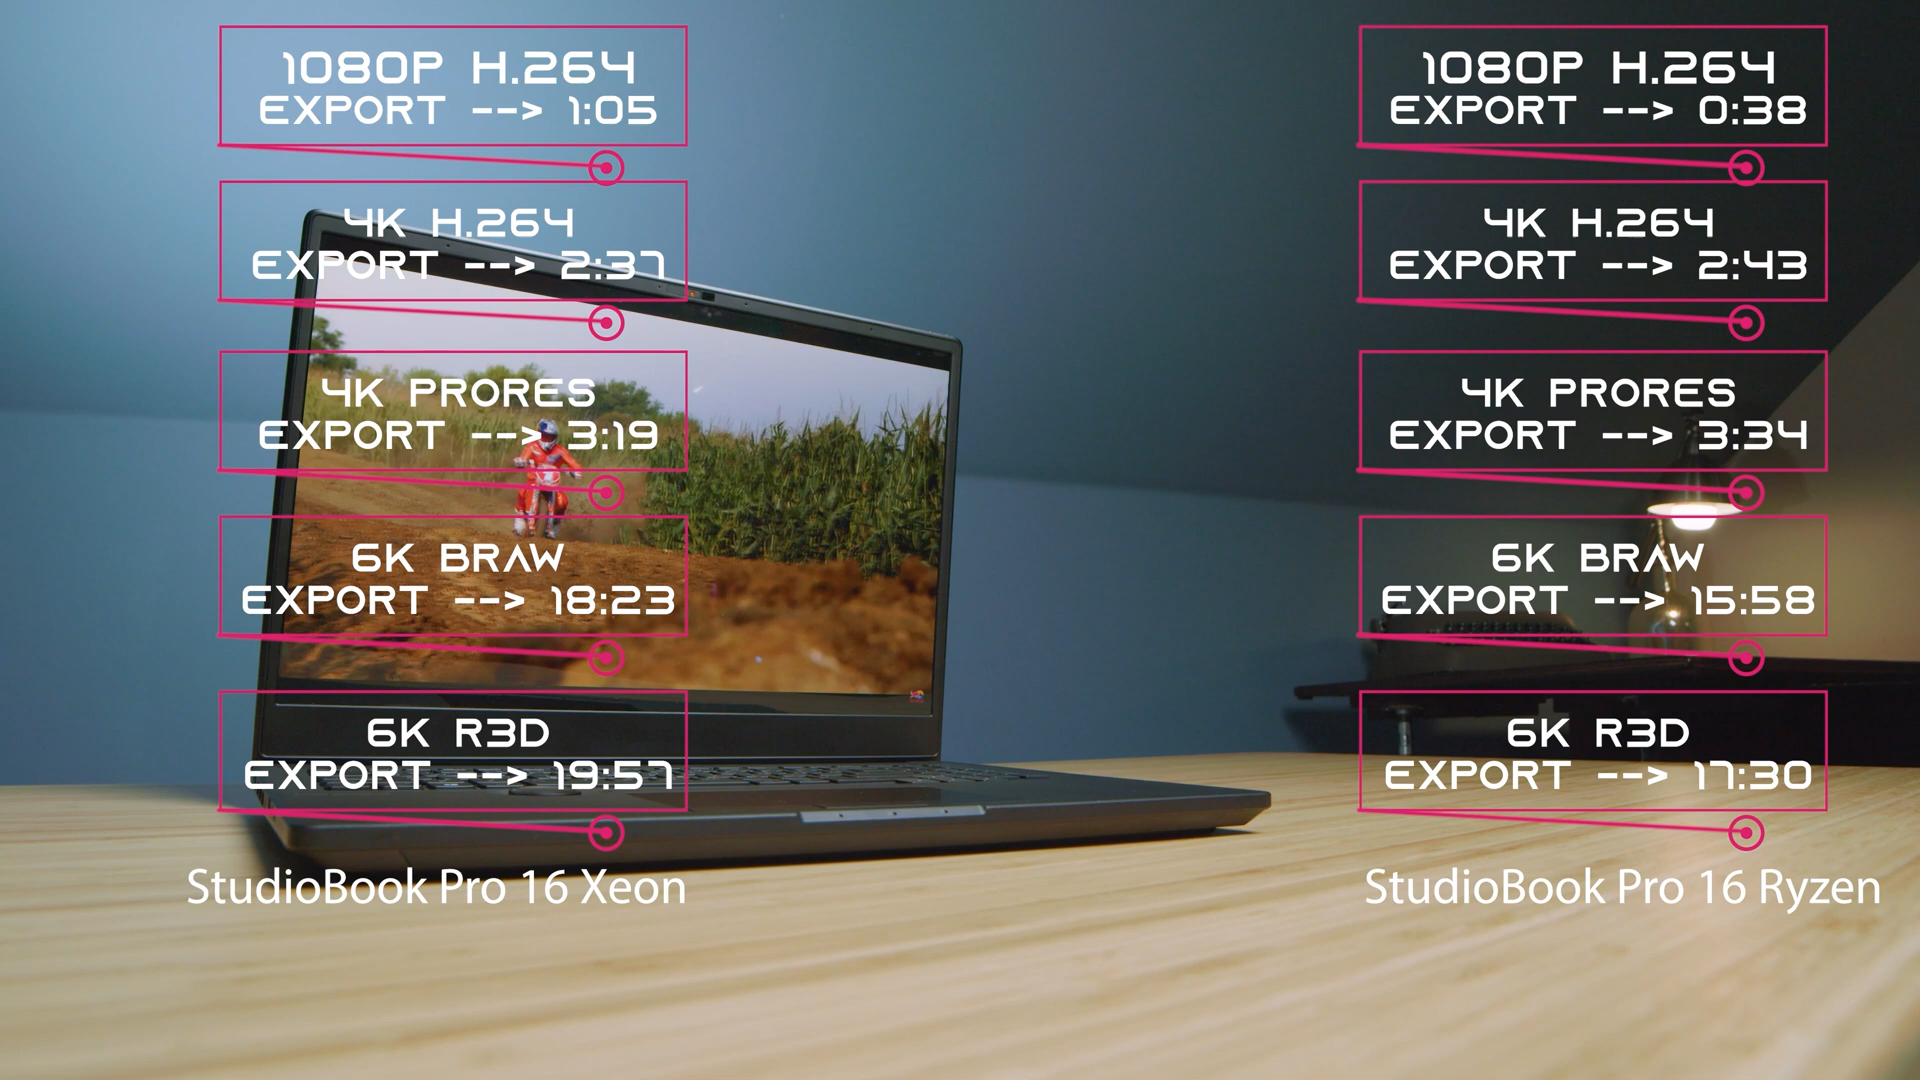 1080P H.264
EXPORT --> 1:05
4K H.264
EXPORT --> 2:37
4K PRORES
EXPORT --> 3:19
6K BRAW
EXPORT --> 18:23
6K R3D
EXPORT --> 19:57
StudioBook Pro 16 Xeon
1080P H.264
EXPORT --> 0:38
4K H.264
EXPORT --> 2:43
4K PRORES
EXPORT --> 3:34
6K BRAW
EXPORT --> 15:58
6K R3D
EXPORT --> 17:30
StudioBook Pro 16 Ryzen